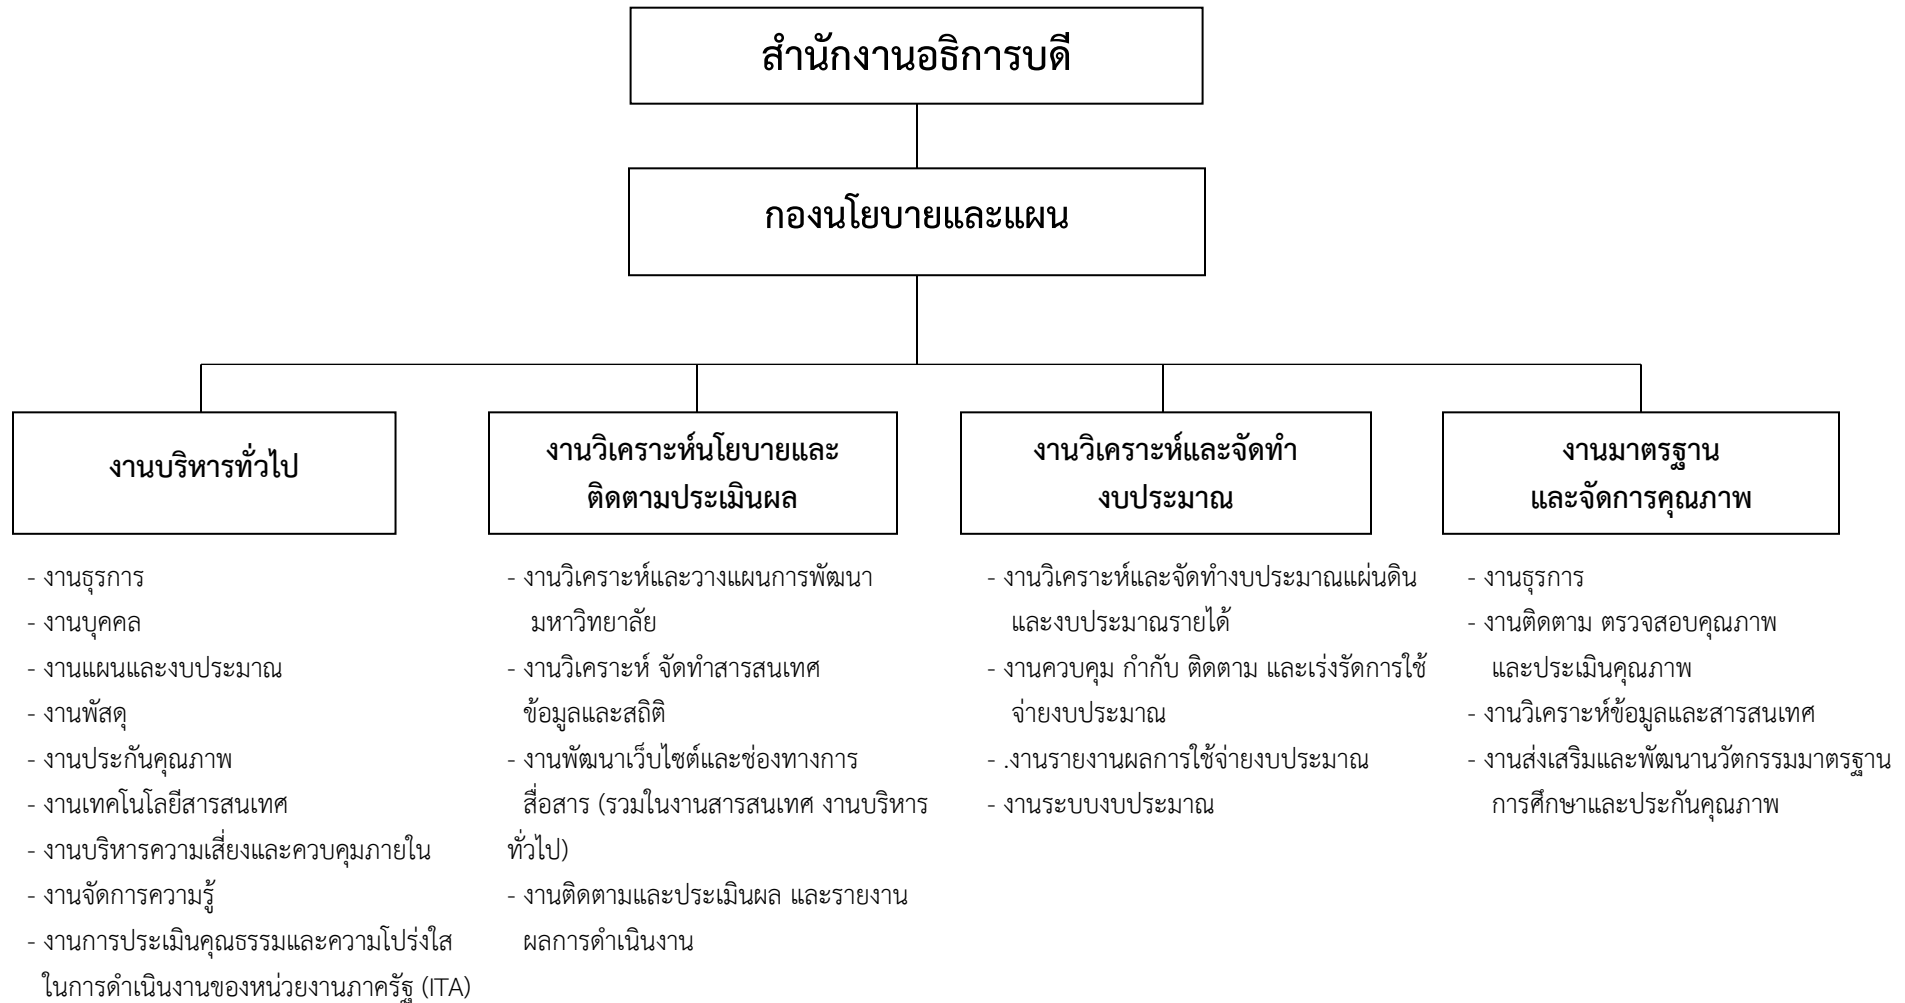 สำนักงานอธิการบดี
กองนโยบายและแผน
งานบริหารทั่วไป
- งานธุรการ
- งานบุคคล
- งานแผนและงบประมาณ
- งานพัสดุ
- งานประกันคุณภาพ
- งานเทคโนโลยีสารสนเทศ
- งานบริหารความเสี่ยงและควบคุมภายใน
- งานจัดการความรู้
- งานการประเมินคุณธรรมและความโปร่งใส
ในการดำเนินงานของหน่วยงานภาครัฐ (ITA)
งานวิเคราะห์นโยบายและ
ติดตามประเมินผล
- งานวิเคราะห์และวางแผนการพัฒนา
มหาวิทยาลัย
- งานวิเคราะห์ จัดทำสารสนเทศ
ข้อมูลและสถิติ
- งานพัฒนาเว็บไซต์และช่องทางการ
สื่อสาร (รวมในงานสารสนเทศ งานบริหาร
ทั่วไป)
- งานติดตามและประเมินผล และรายงาน
ผลการดำเนินงาน
งานวิเคราะห์และจัดทำ
งบประมาณ
- งานวิเคราะห์และจัดทำงบประมาณแผ่นดิน
และงบประมาณรายได้
- งานควบคุม กำกับ ติดตาม และเร่งรัดการใช้
จ่ายงบประมาณ
- .งานรายงานผลการใช้จ่ายงบประมาณ
- งานระบบงบประมาณ
งานมาตรฐาน
และจัดการคุณภาพ
- งานธุรการ
- งานติดตาม ตรวจสอบคุณภาพ
และประเมินคุณภาพ
- งานวิเคราะห์ข้อมูลและสารสนเทศ
- งานส่งเสริมและพัฒนานวัตกรรมมาตรฐาน
การศึกษาและประกันคุณภาพ